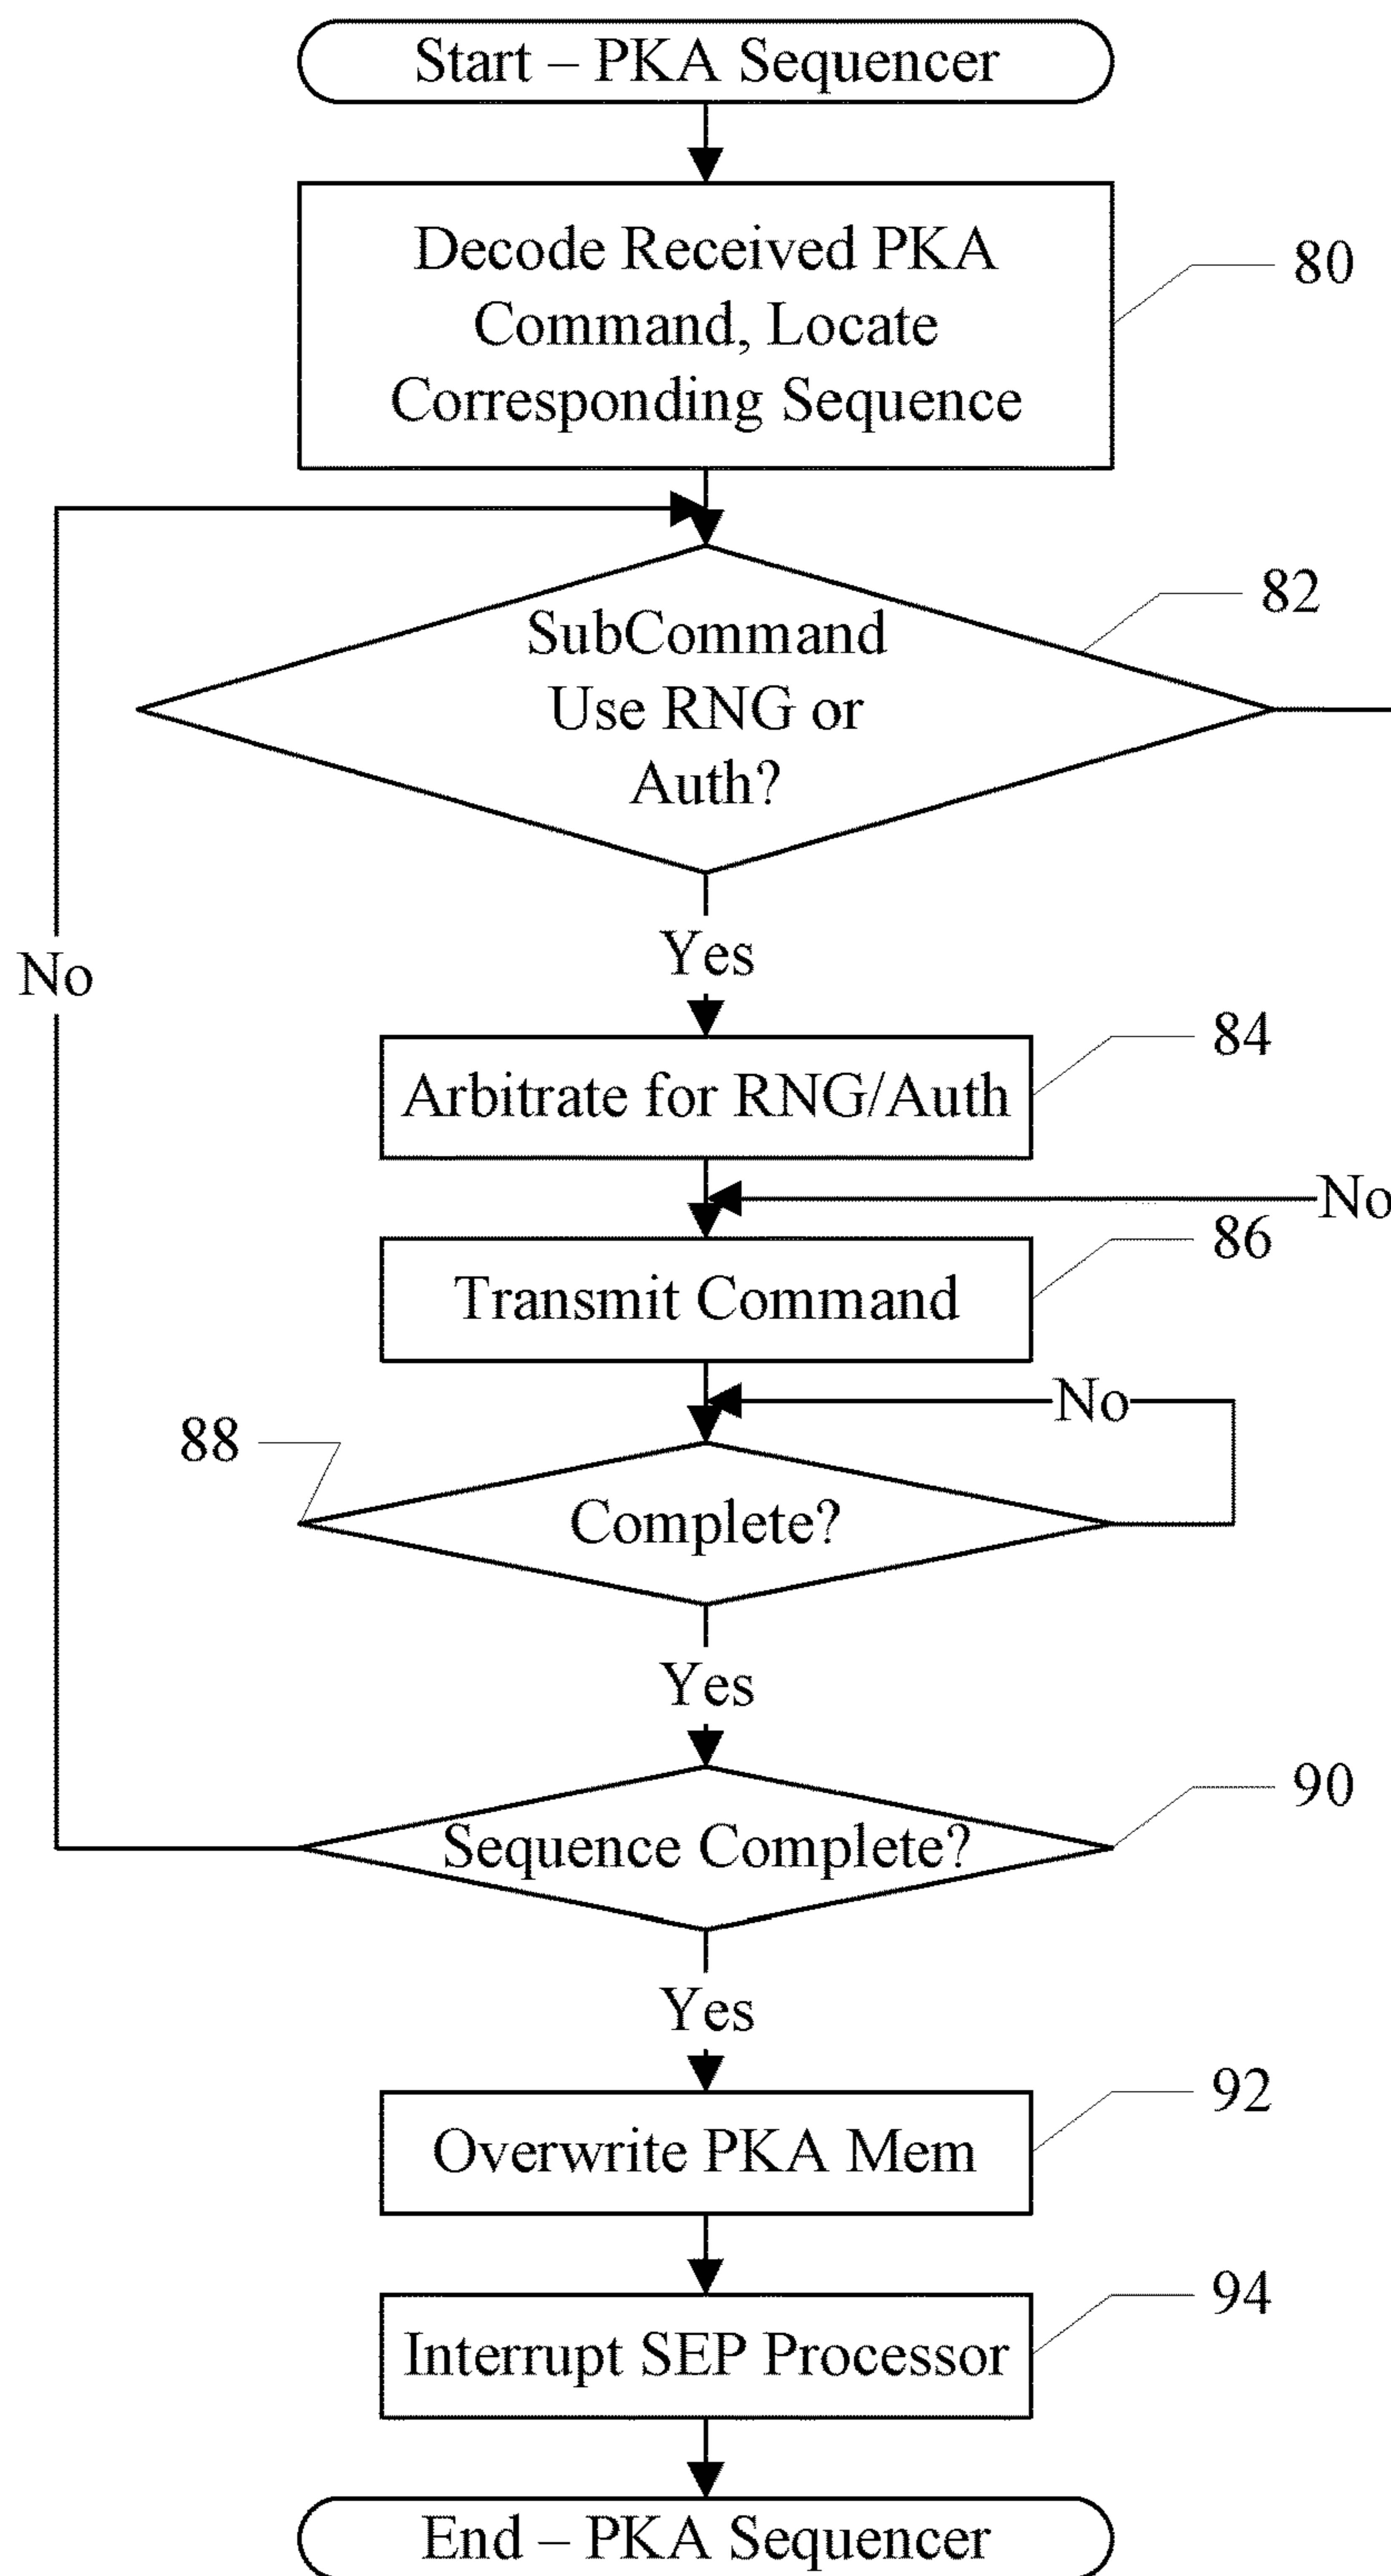 Start – PKA Sequencer
Decode Received PKA
Command, Locate
Corresponding Sequence
80
82
SubCommand
Use RNG or
Auth?
Yes
No
84
Arbitrate for RNG/Auth
No
86
Transmit Command
No
88
Complete?
Yes
90
Sequence Complete?
Yes
92
Overwrite PKA Mem
94
Interrupt SEP Processor
End – PKA Sequencer